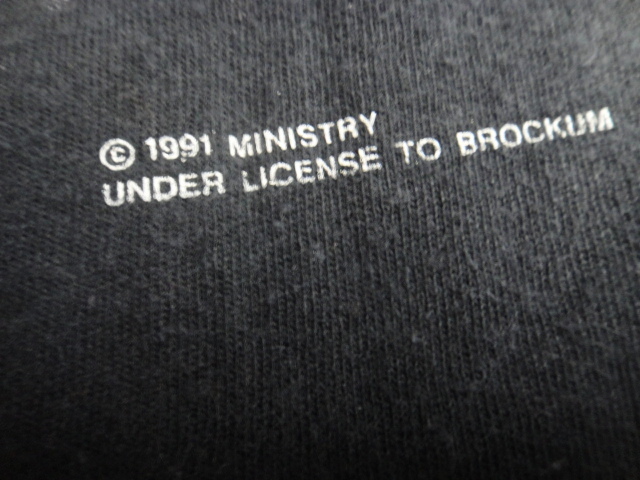 © 1991 MINISTRY
UNDER LICENSE TO BROCKUM